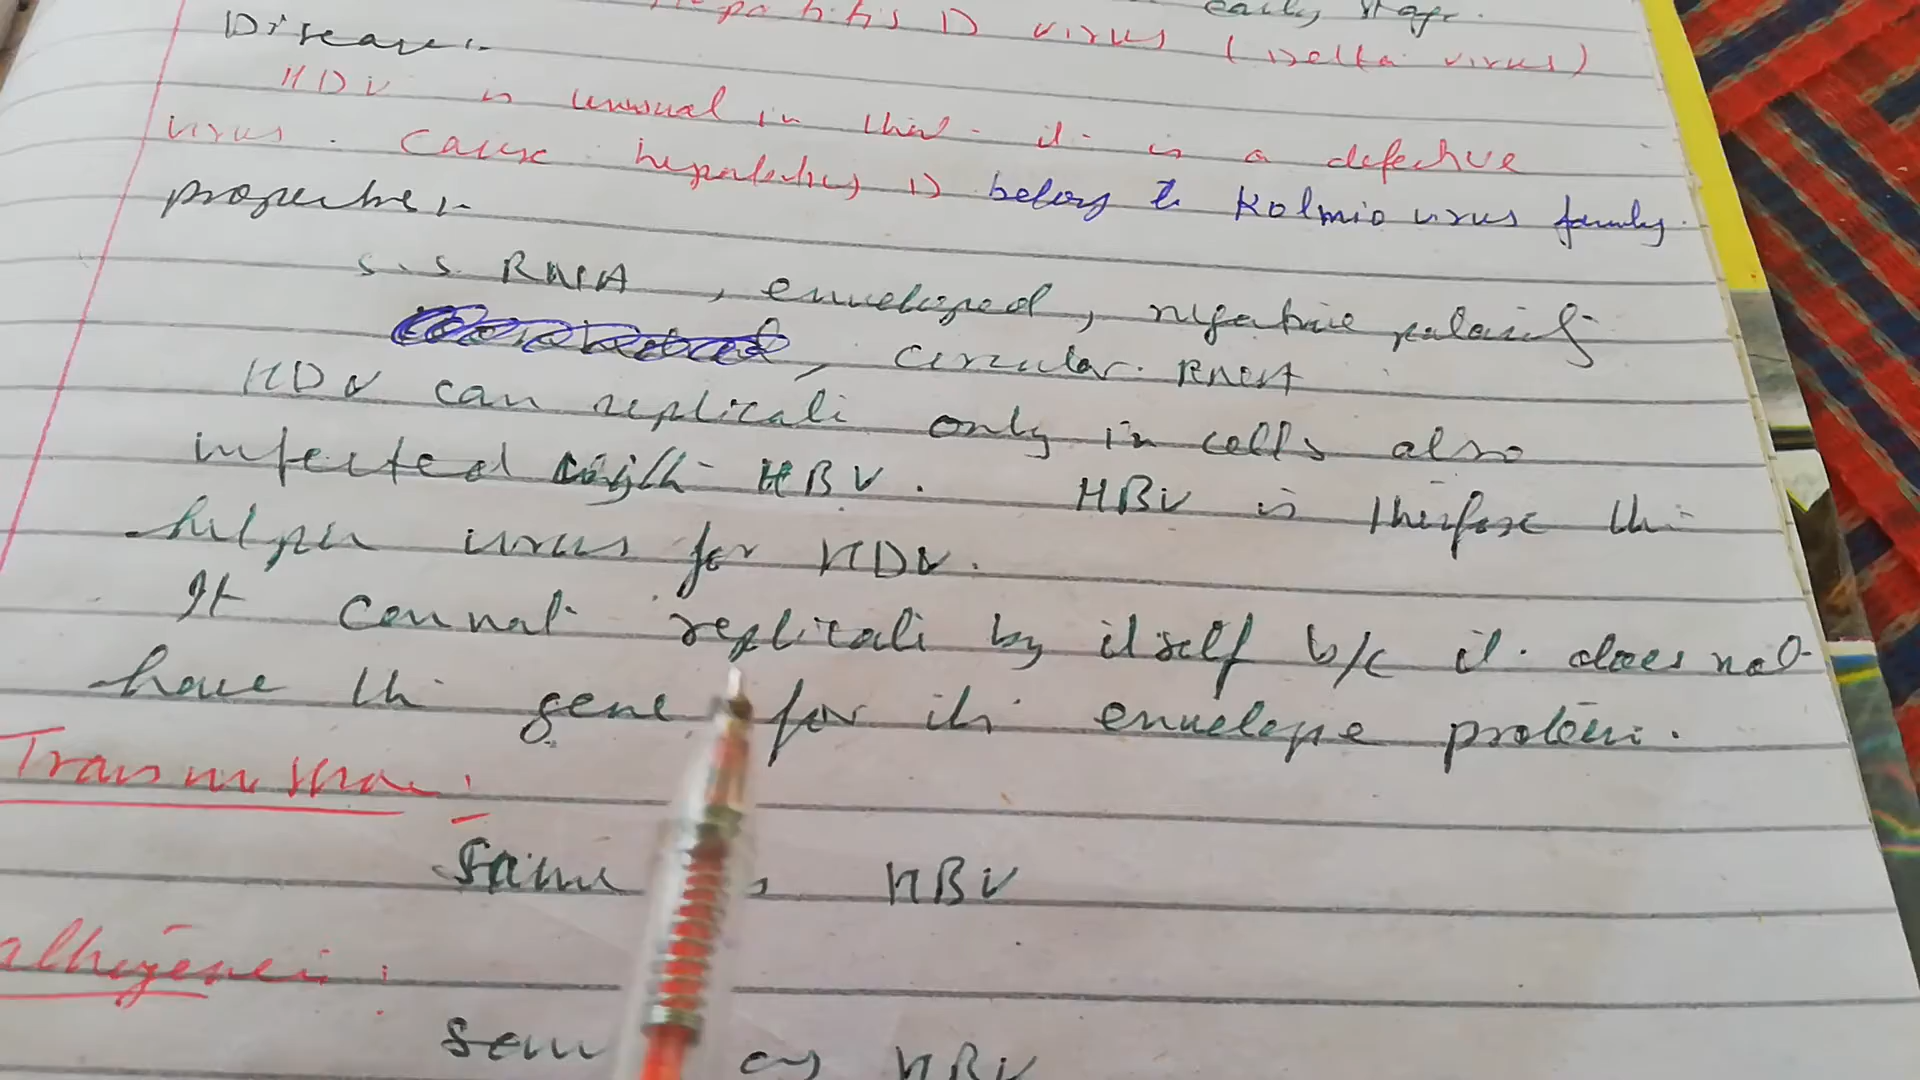 early stage.
Hepatitis D virus (Delta virus)
Disease:-
HDV is unusual in that it is a defective
virus. Cause hepatitis D belong to Kolmio virus family.
properties:-
s.s RNA, enveloped, negative polarity
, circular RNA
HDV can replicate only in cells also
infected with HBV. HBV is therefore the
helper virus for HDV.
It cannot replicate by itself b/c it does not
have the gene for its envelope protein.
Transmission:
Same as HBV
athogenesis:
Same as HBV